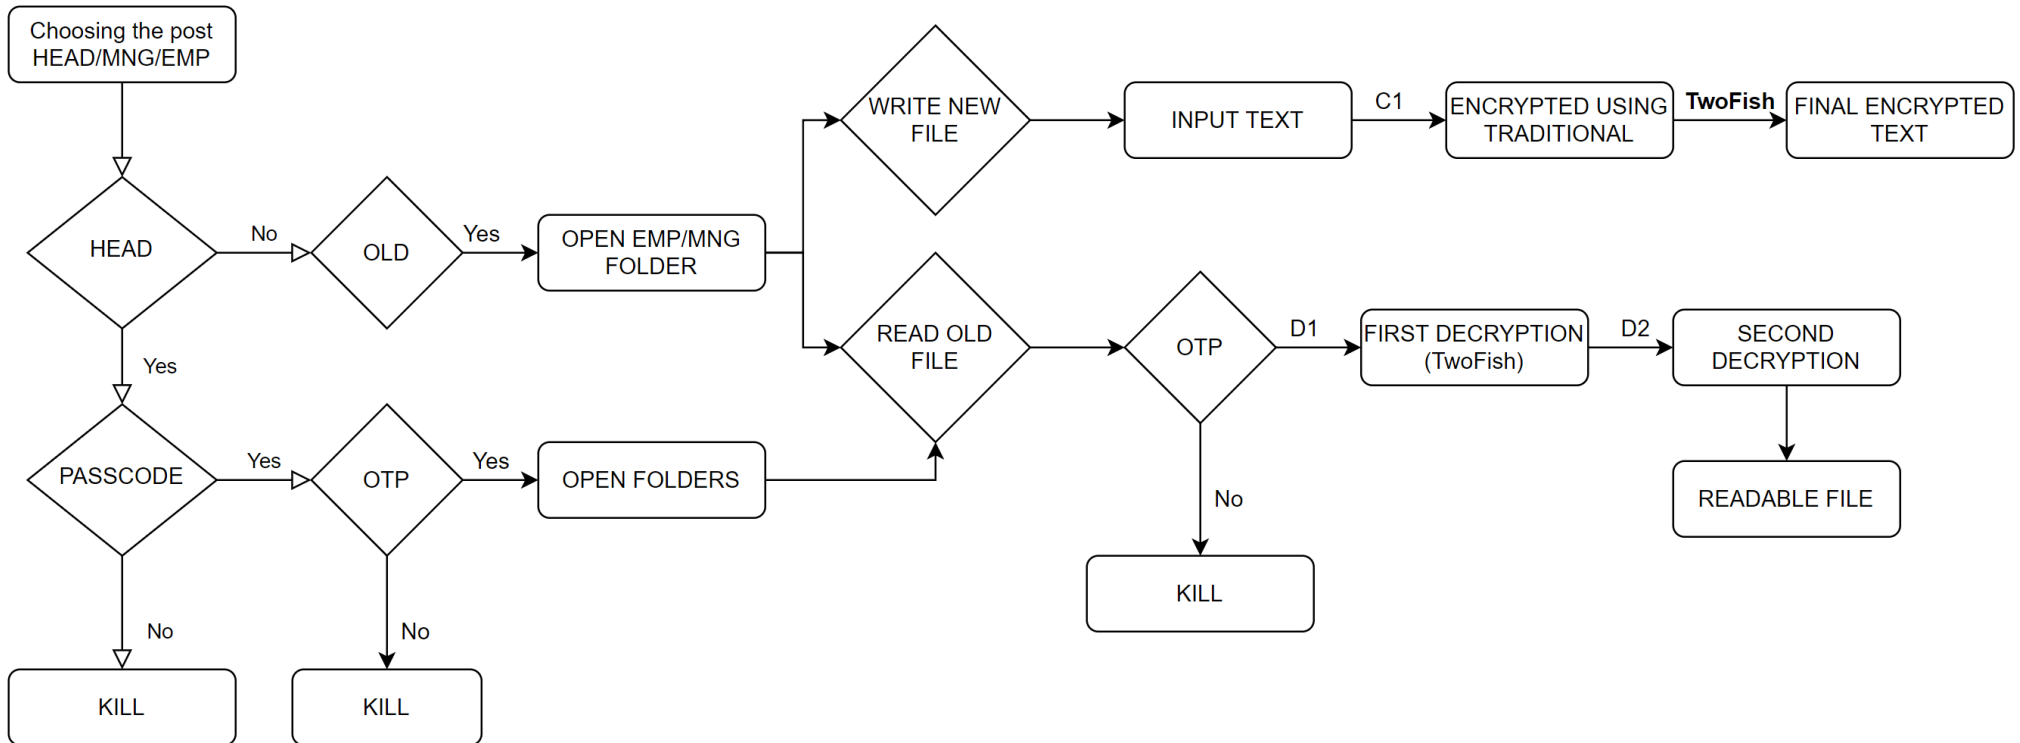 Choosing the post
HEAD/MNG/EMP
WRITE NEW
FILE
INPUT TEXT
C1
ENCRYPTED USING
TRADITIONAL
TwoFish
FINAL ENCRYPTED
TEXT
HEAD
No
OLD
Yes
OPEN EMP/MNG
FOLDER
READ OLD
FILE
OTP
D1
FIRST DECRYPTION
(TwoFish)
D2
SECOND
DECRYPTION
Yes
PASSCODE
Yes
OTP
Yes
OPEN FOLDERS
No
READABLE FILE
KILL
No
No
KILL
KILL